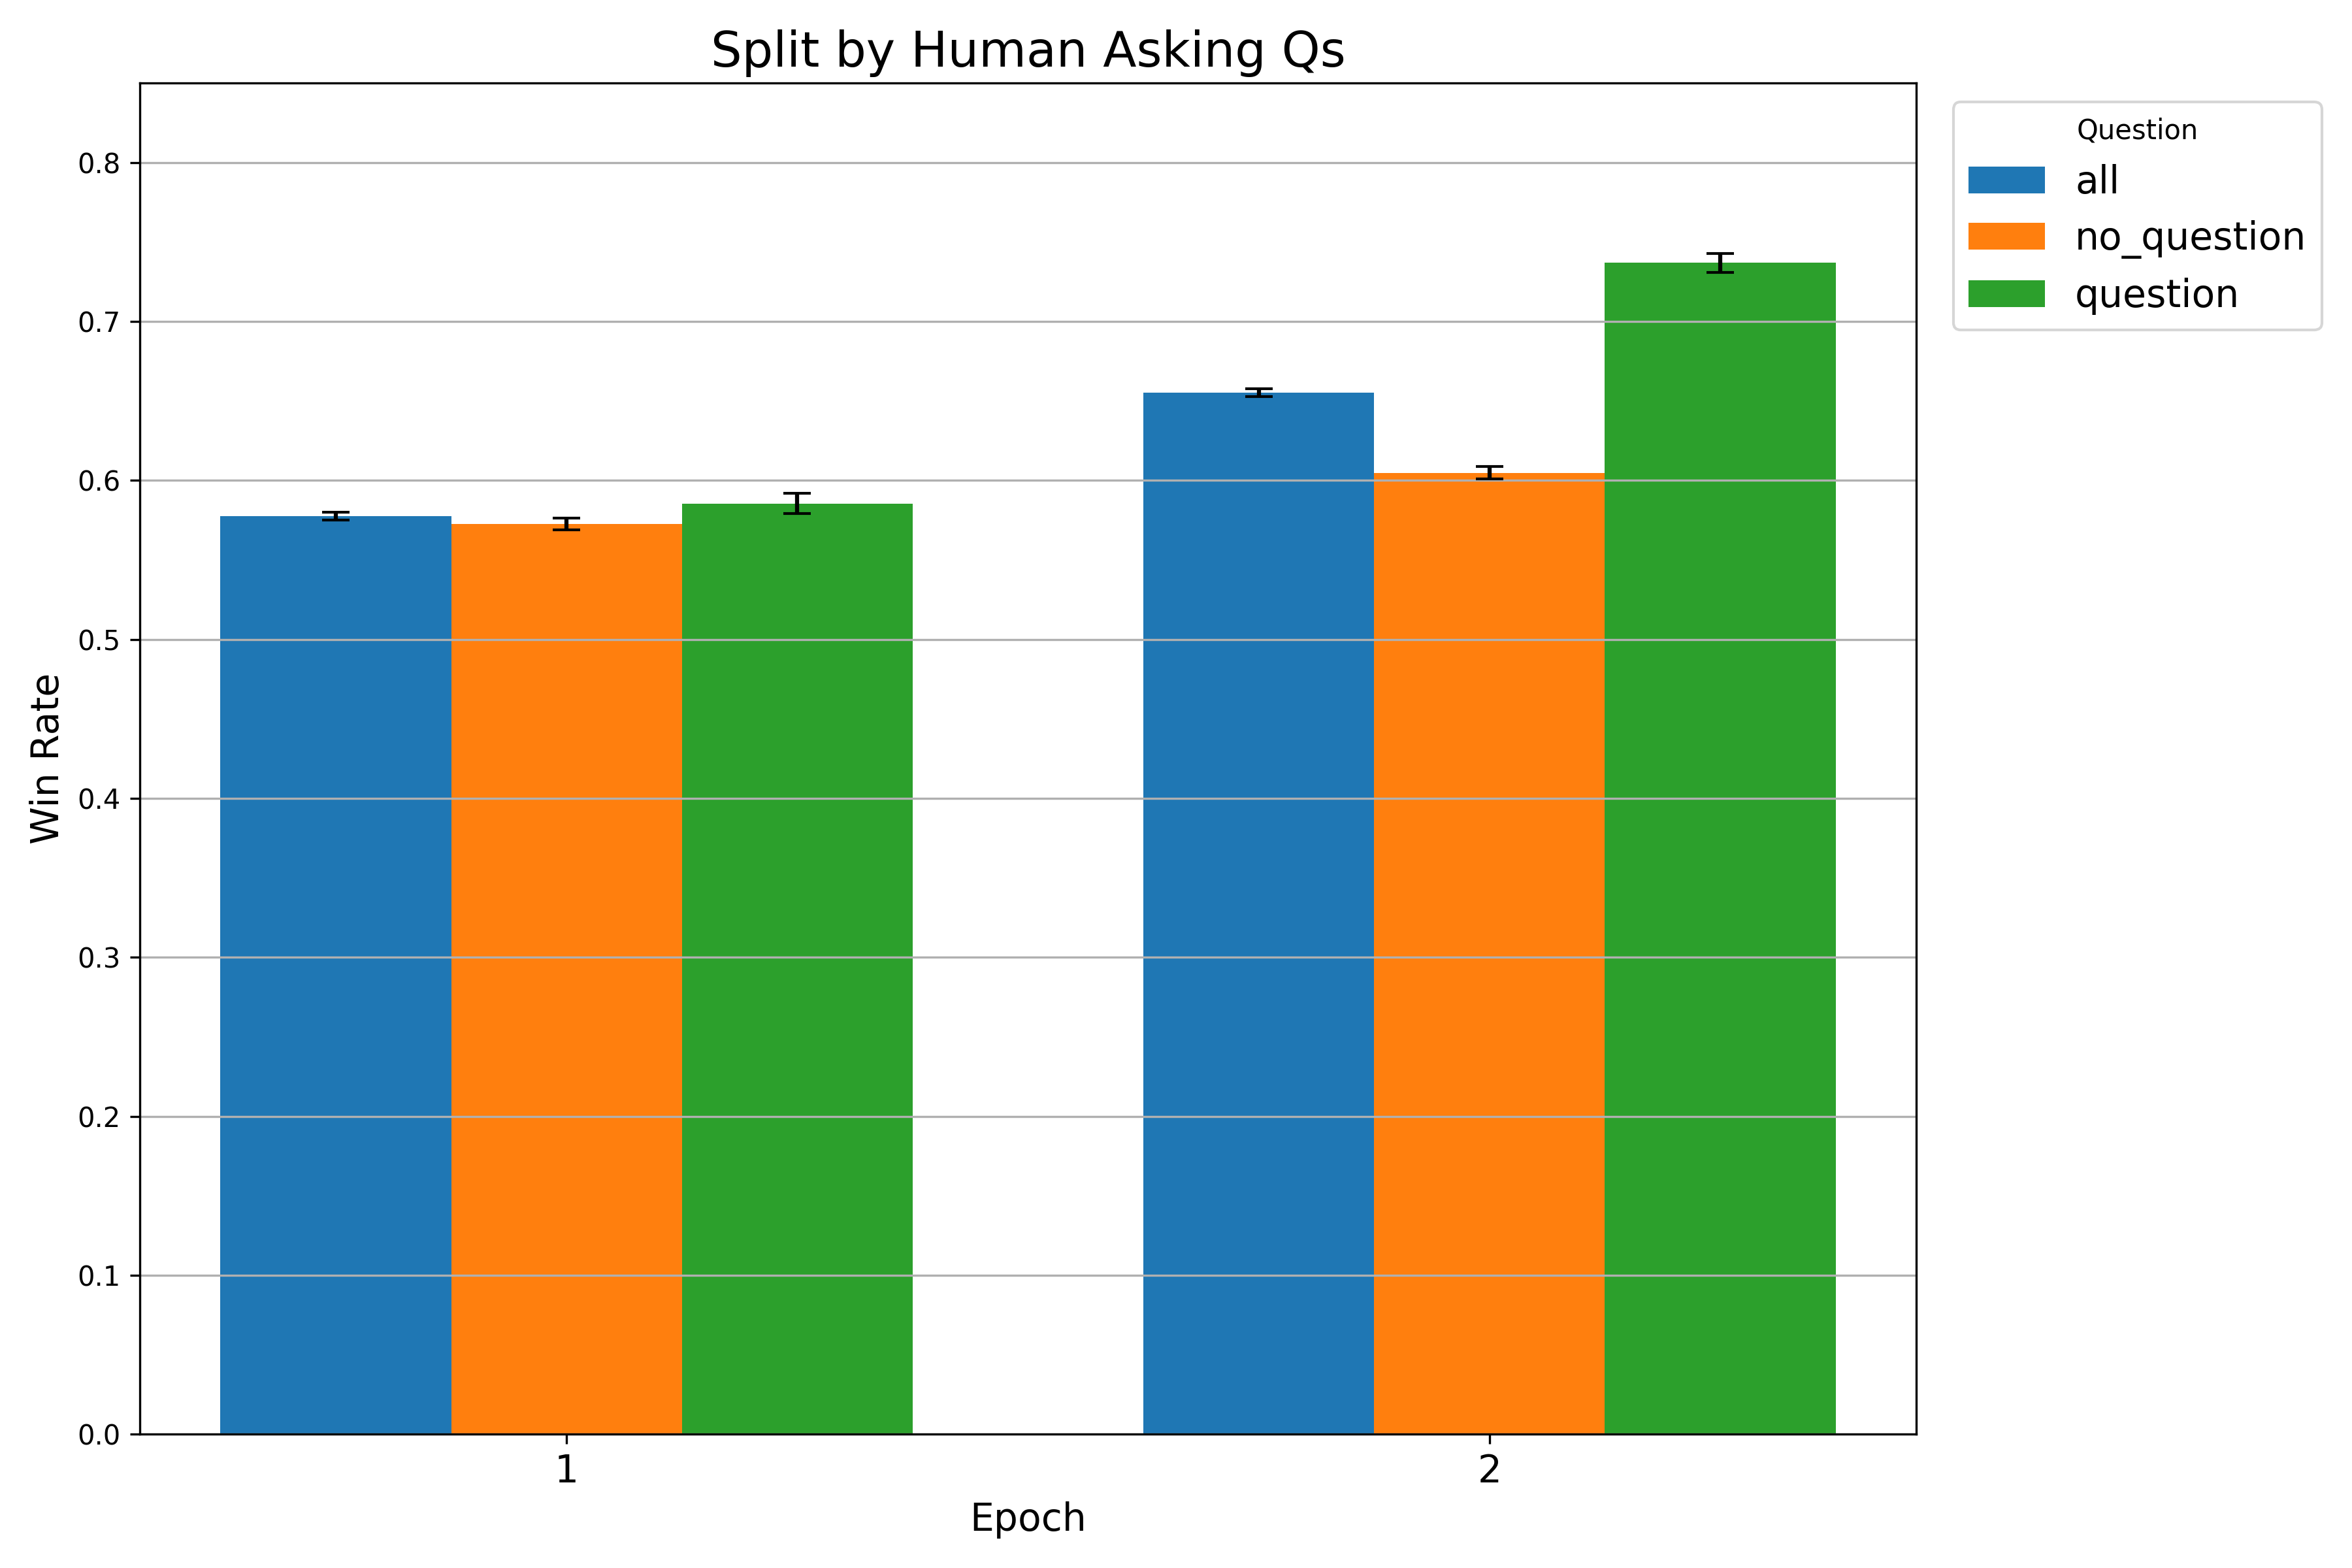 Split by Human Asking Qs
Question
all
no_question
question
Win Rate
0.8
0.7
0.6
0.5
0.4
0.3
0.2
0.1
0.0
1
2
Epoch